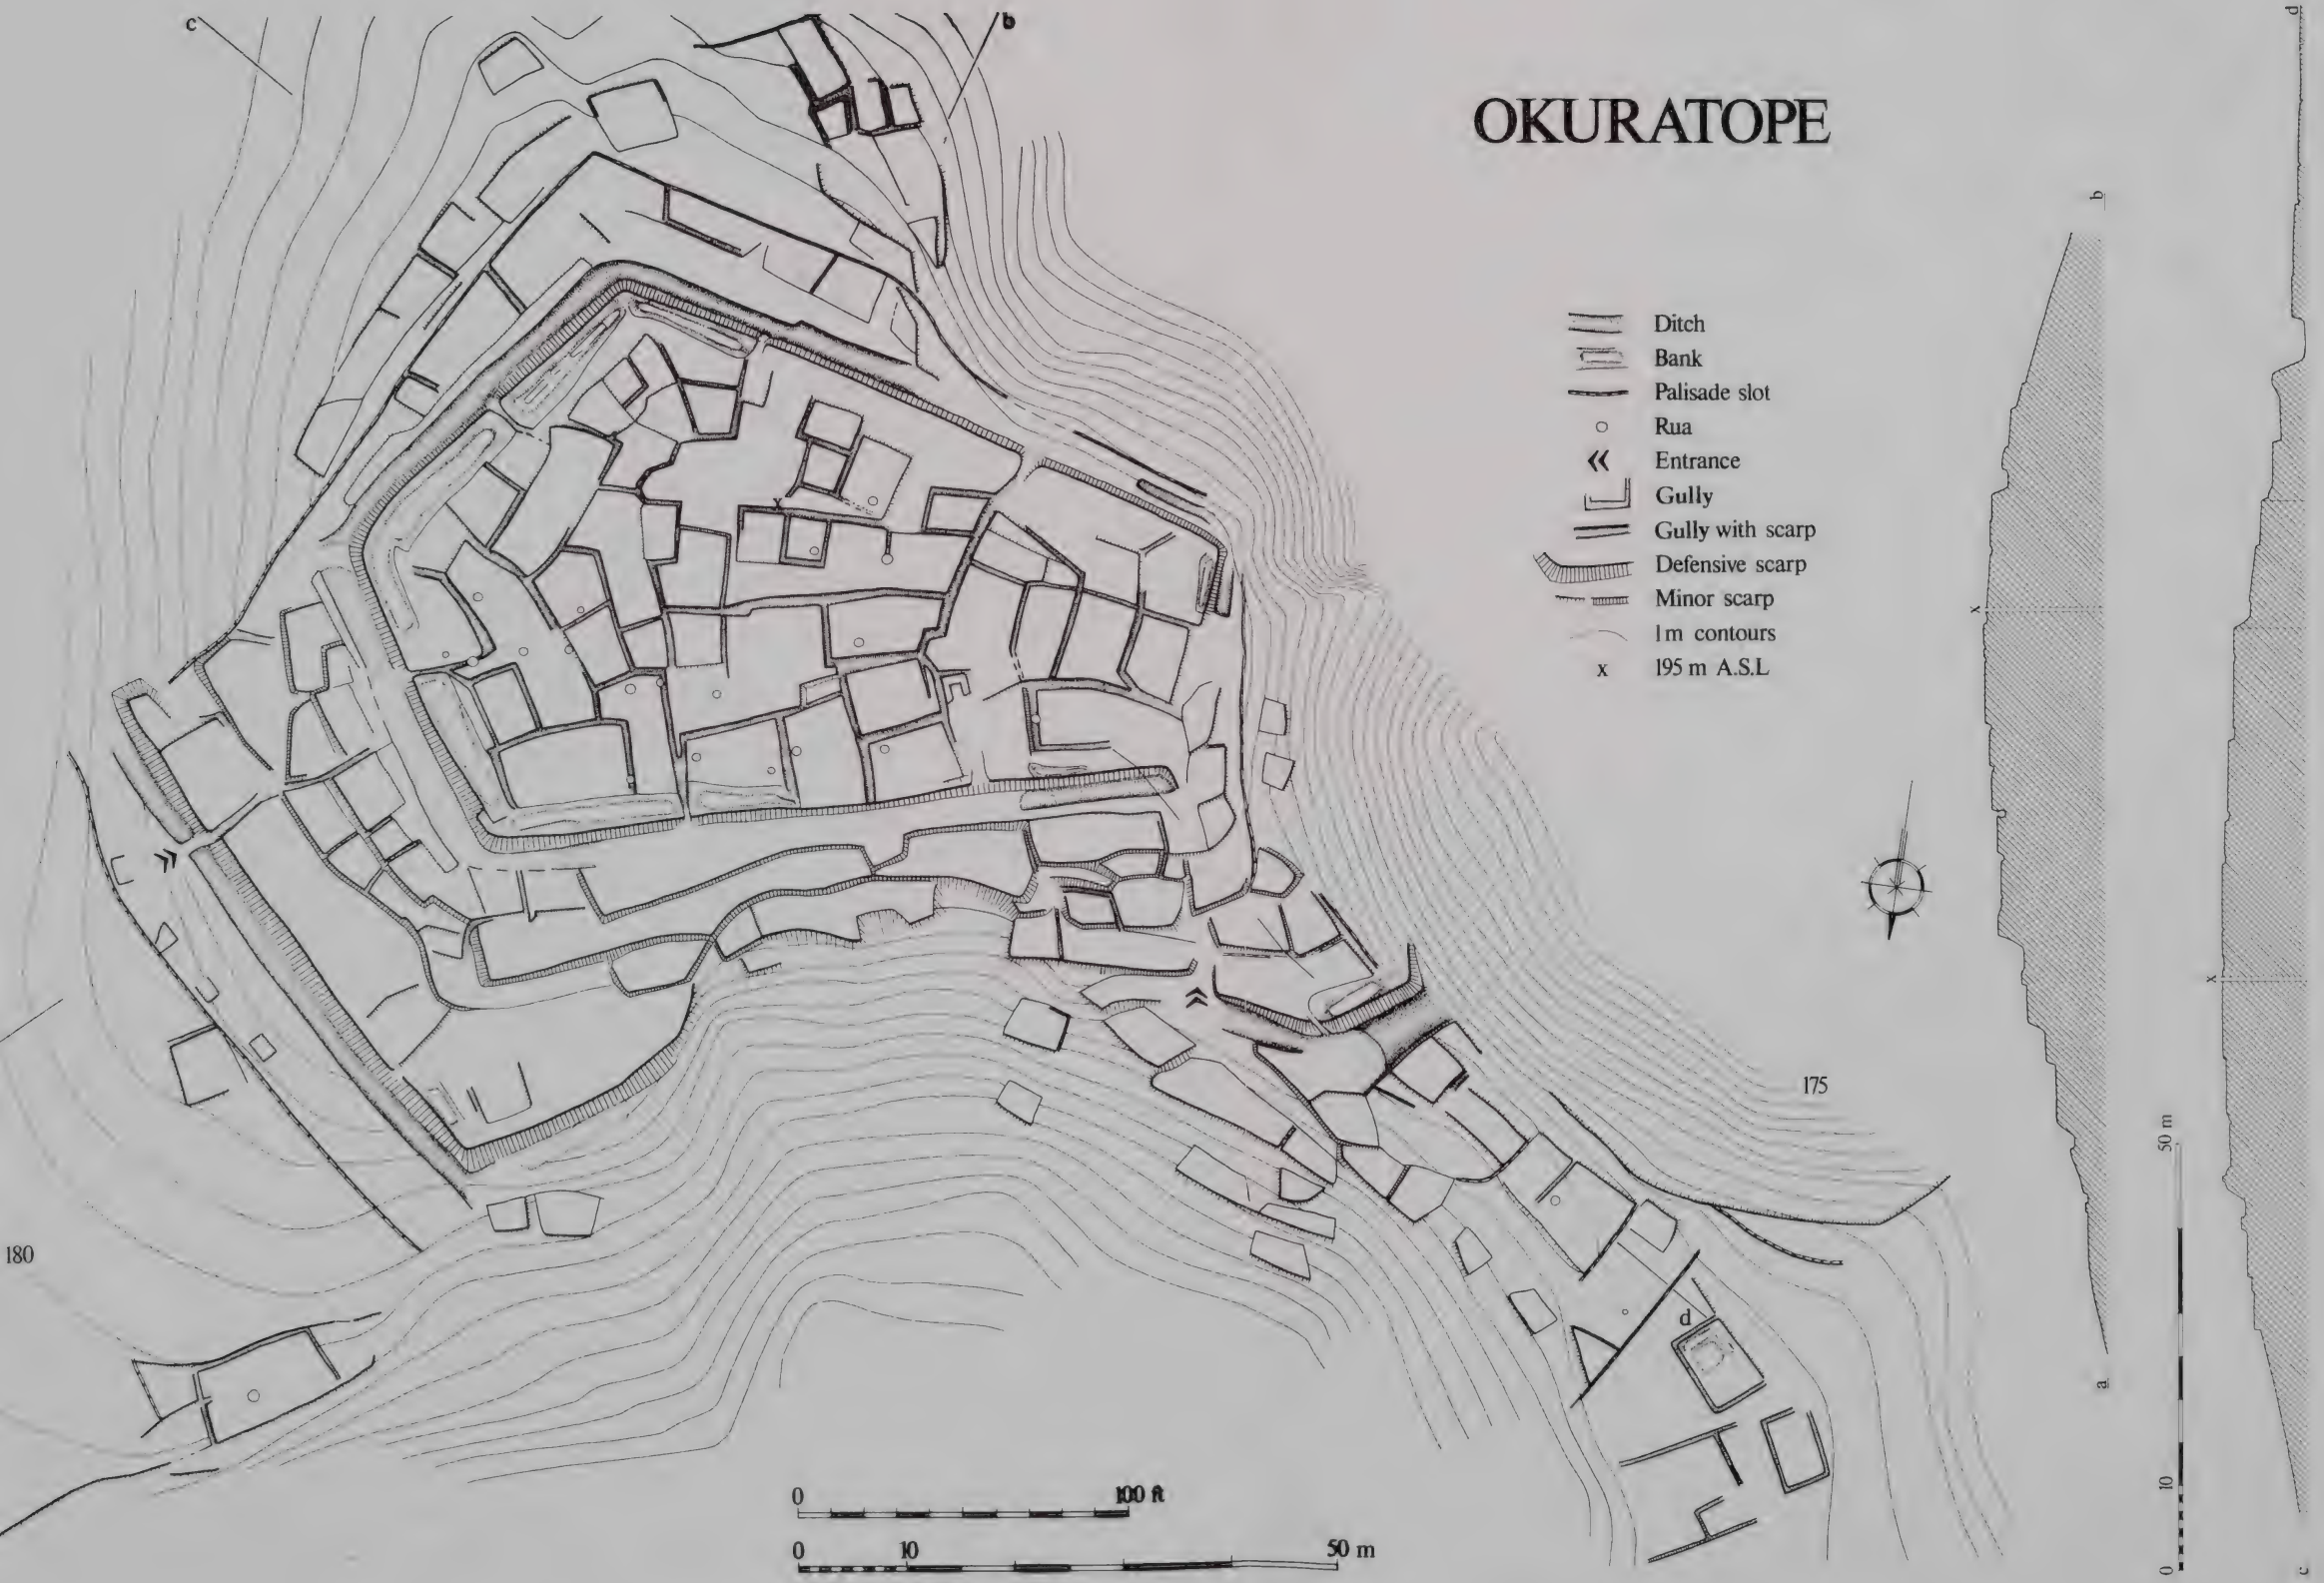 c
b
OKURATOPE
Ditch
Bank
Palisade slot
Rua
Entrance
Gully
Gully with scarp
Defensive scarp
Minor scarp
1m contours
x 195 m A.S.L
x
175
180
d
0 100 ft
0 10 50 m
b
x
a
d
x
c
50 m
10
0